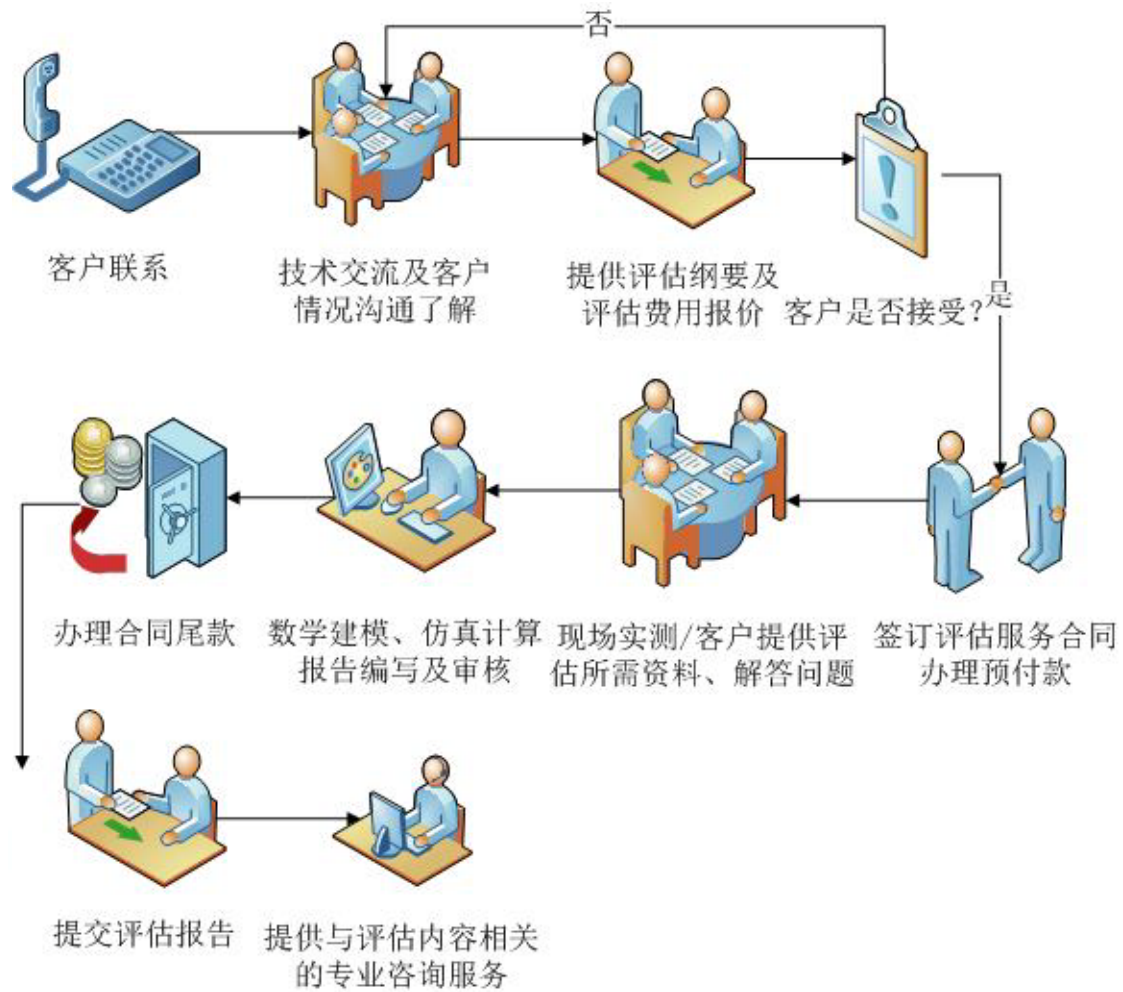 否
客户联系
技术交流及客户
情况沟通了解
提供评估纲要及
评估费用报价
客户是否接受？
是
办理合同尾款
数学建模、仿真计算
报告编写及审核
现场实测/客户提供评
估所需资料、解答问题
签订评估服务合同
办理预付款
提交评估报告
提供与评估内容相关
的专业咨询服务